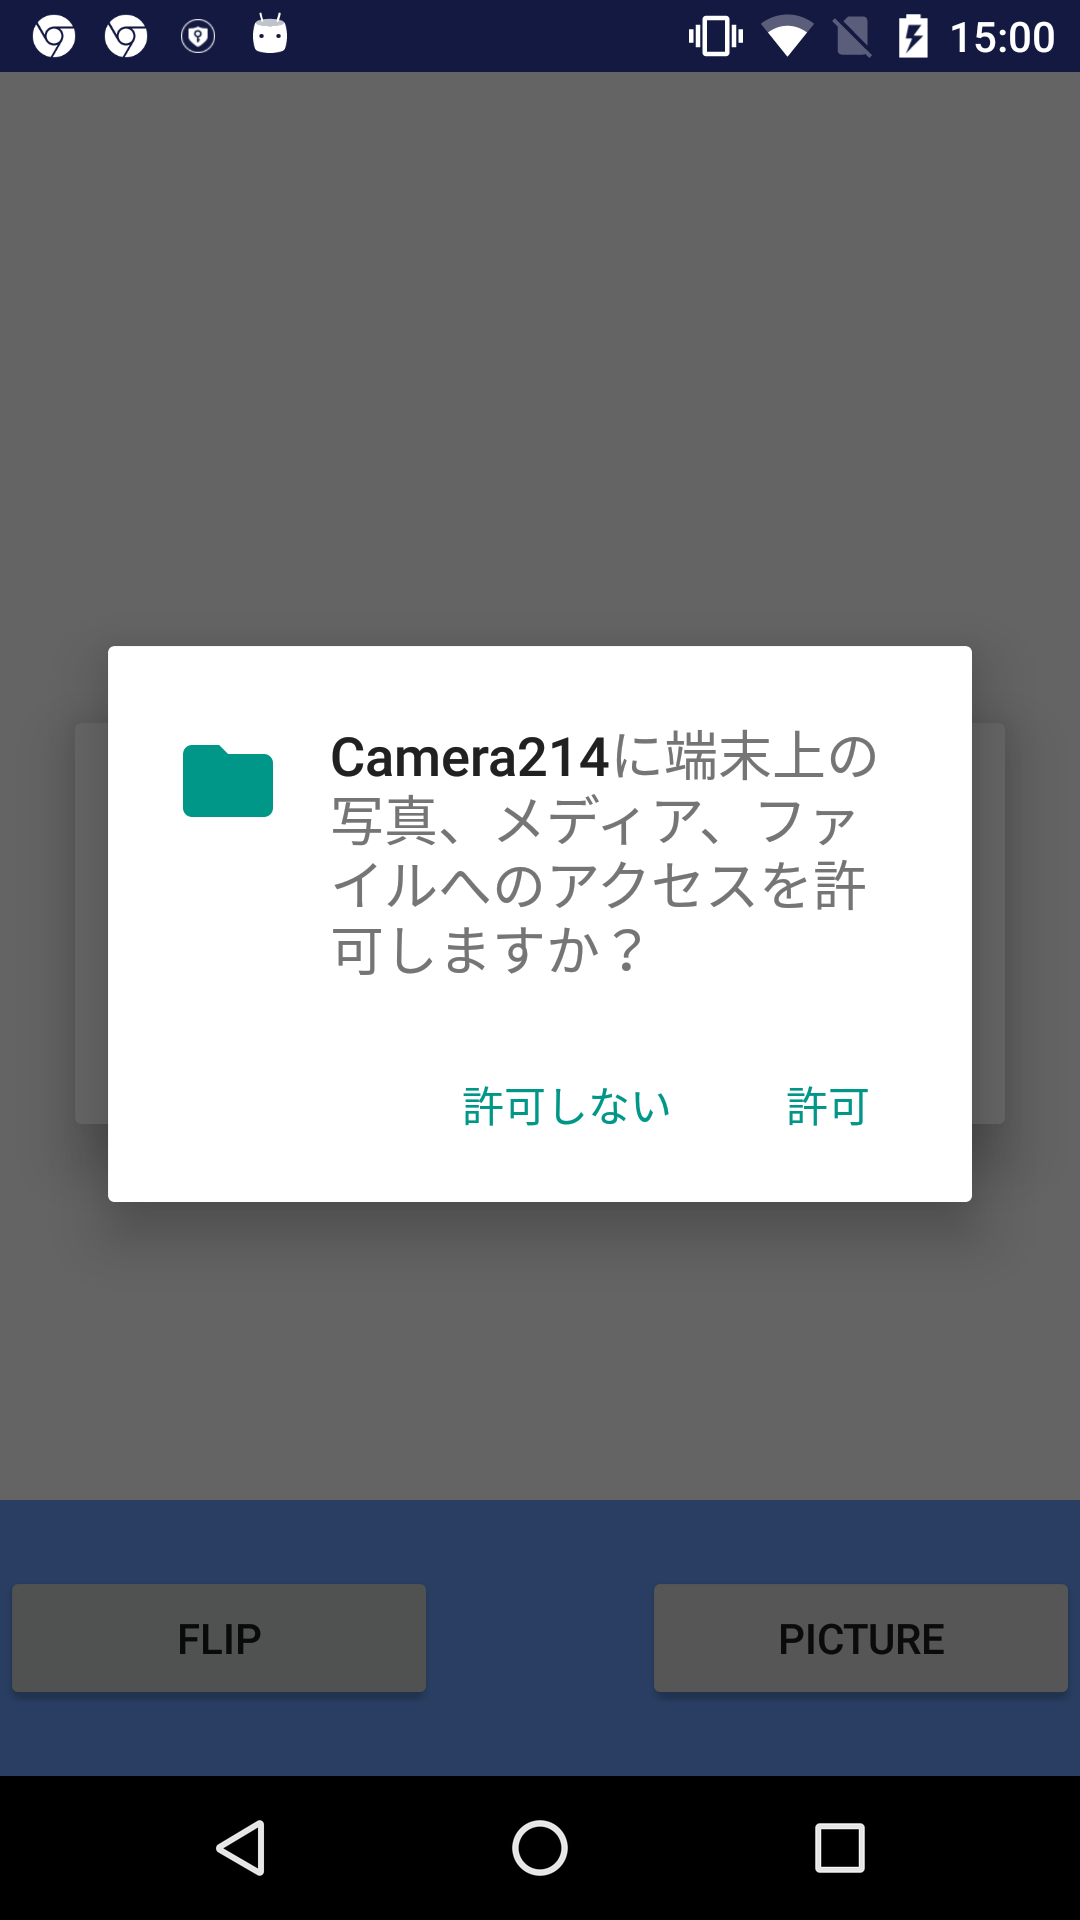 15:00
Camera214に端末上の
写真、メディア、ファ
イルへのアクセスを許
可しますか？
許可しない 許可
FLIP PICTURE